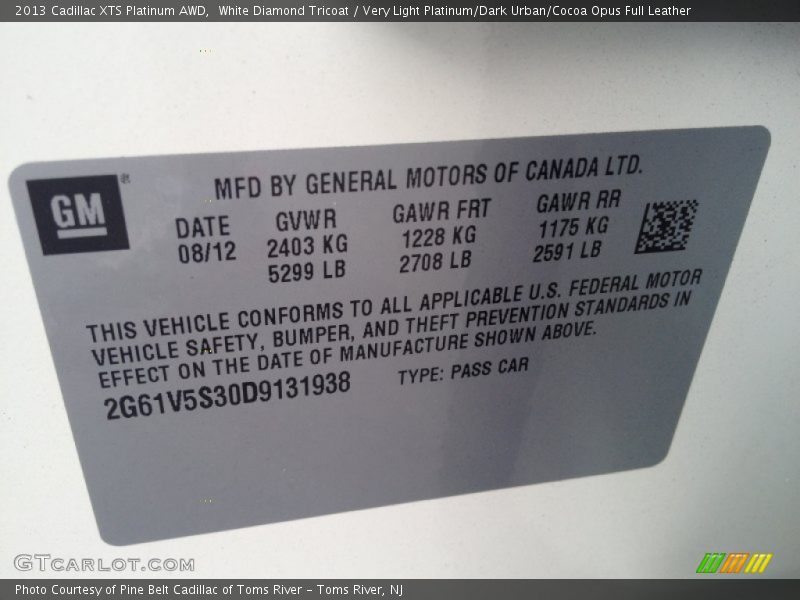 2013 Cadillac XTS Platinum AWD,  White Diamond Tricoat / Very Light Platinum/Dark Urban/Cocoa Opus Full Leather
GM®
MFD BY GENERAL MOTORS OF CANADA LTD.
DATE GVWR GAWR FRT GAWR RR
08/12 2403 KG 1228 KG 1175 KG
5299 LB 2708 LB 2591 LB
THIS VEHICLE CONFORMS TO ALL APPLICABLE U.S. FEDERAL MOTOR
VEHICLE SAFETY, BUMPER, AND THEFT PREVENTION STANDARDS IN
EFFECT ON THE DATE OF MANUFACTURE SHOWN ABOVE.
2G61V5S30D9131938 TYPE: PASS CAR
GTcarlot.com
Photo Courtesy of Pine Belt Cadillac of Toms River – Toms River, NJ